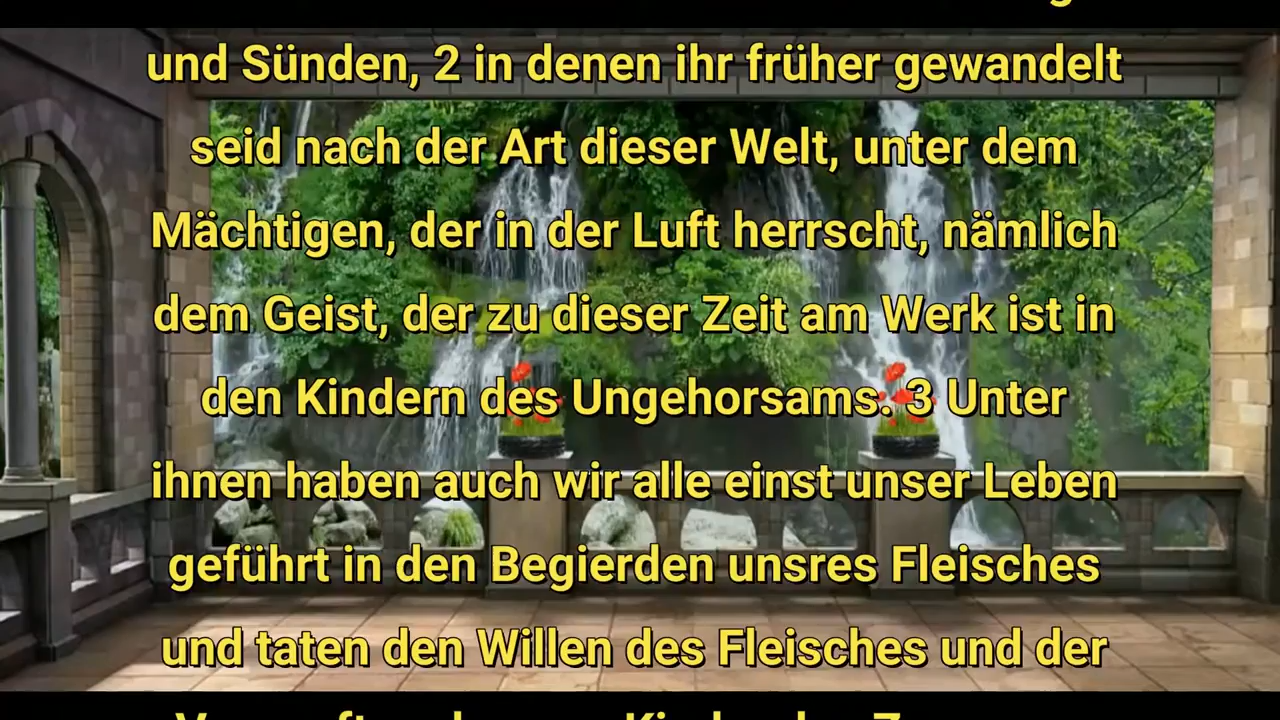 und Sünden, 2 in denen ihr früher gewandelt
seid nach der Art dieser Welt, unter dem
Mächtigen, der in der Luft herrscht, nämlich
dem Geist, der zu dieser Zeit am Werk ist in
den Kindern des Ungehorsams. 3 Unter
ihnen haben auch wir alle einst unser Leben
geführt in den Begierden unsres Fleisches
und taten den Willen des Fleisches und der